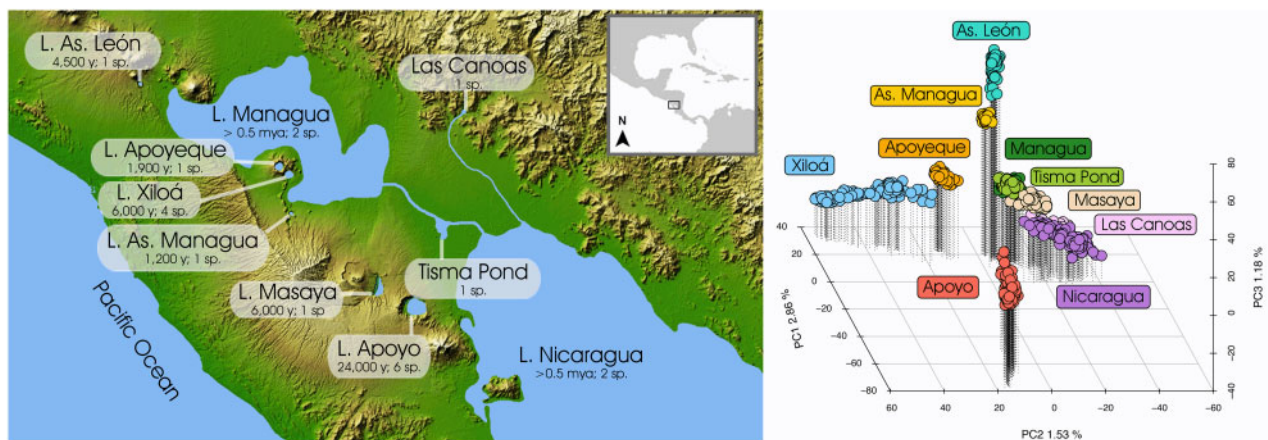 L. As. León
4,500 y; 1 sp.
Las Canoas
1 sp.
L. Managua
> 0.5 mya; 2 sp.
N
L. Apoyeque
1,900 y; 1 sp.
L. Xiloá
6,000 y; 4 sp.
L. As. Managua
1,200 y; 1 sp.
Tisma Pond
1 sp.
L. Masaya
6,000 y; 1 sp
L. Apoyo
24,000 y; 6 sp.
L. Nicaragua
>0.5 mya; 2 sp.
Pacific Ocean
As. León
As. Managua
Apoyeque
Managua
Xiloá
Tisma Pond
Masaya
Las Canoas
Apoyo
Nicaragua
PC1 2.86 %
40
20
0
−20
−40
−60
−80
PC2 1.53 %
60
40
20
0
−20
−40
−60
PC3 1.18 %
80
60
40
20
0
−20
−40